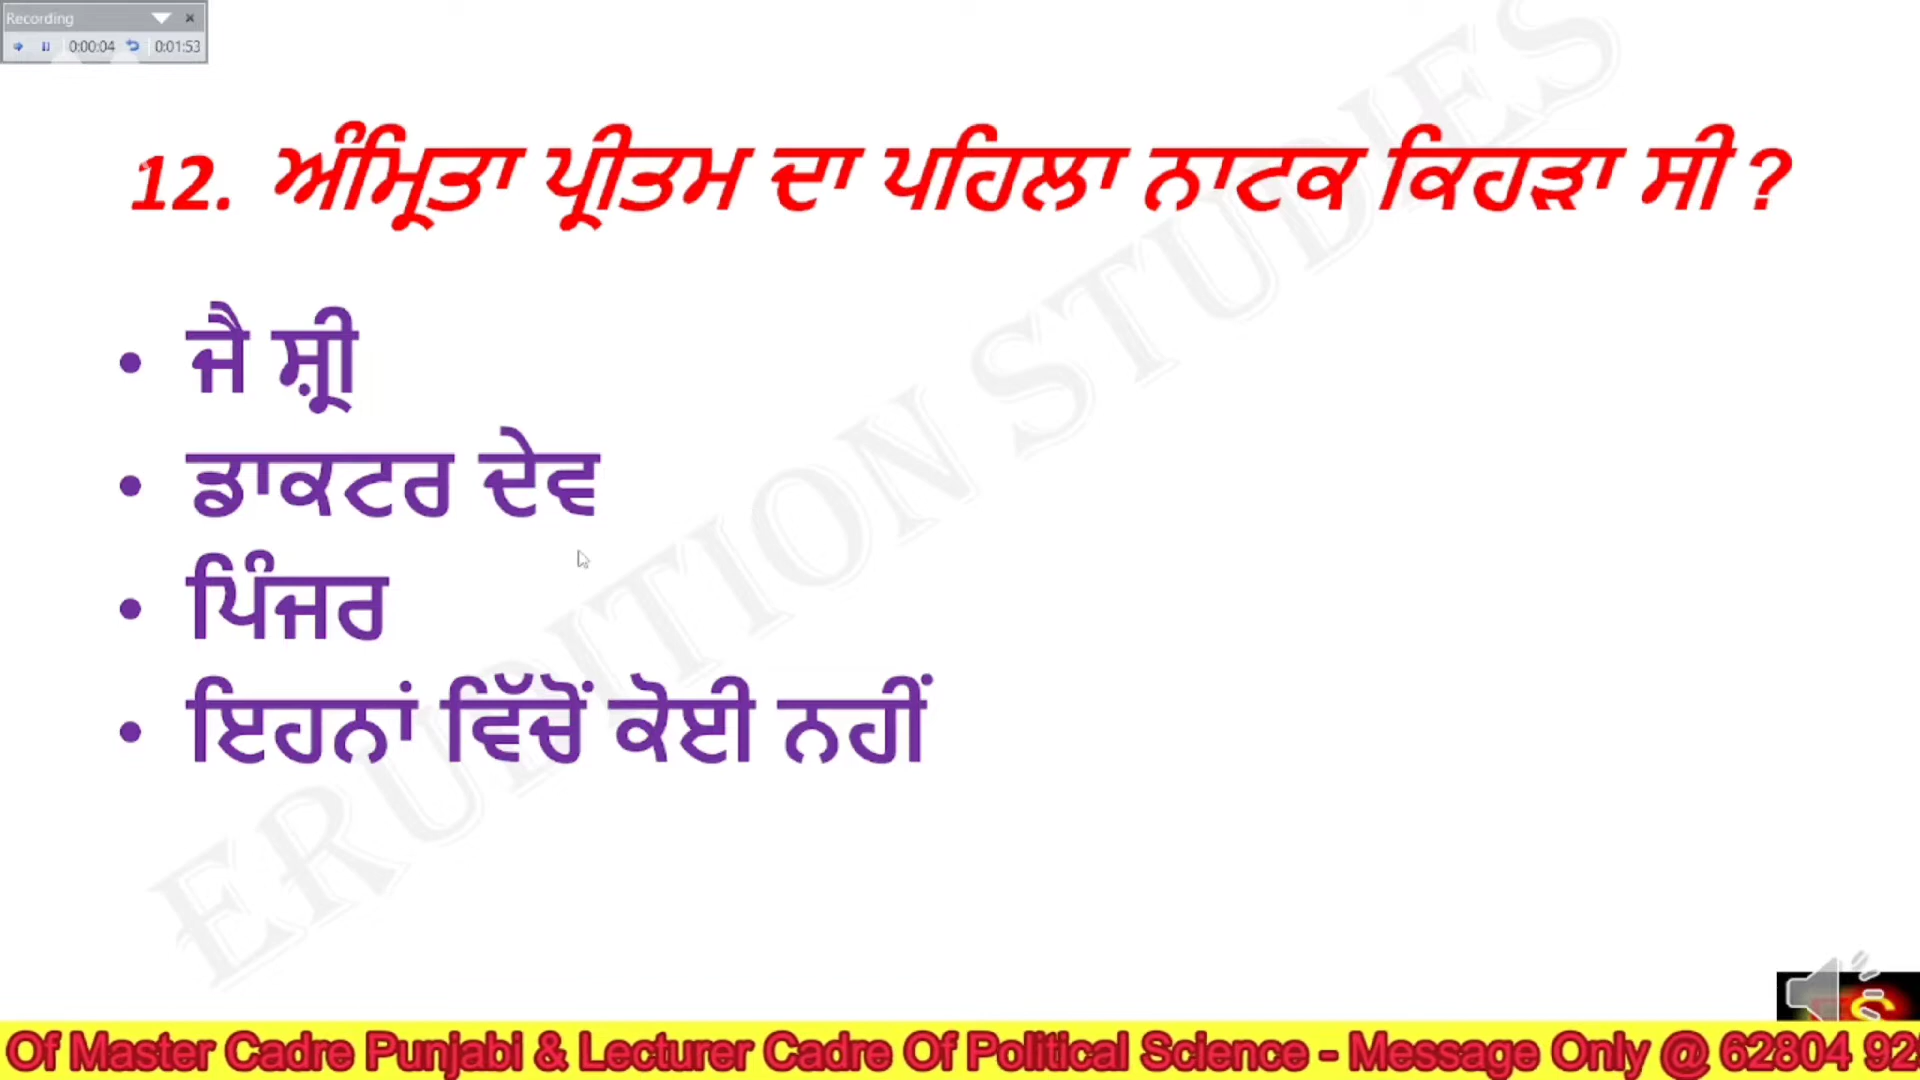 Recording
0:00:04 0:01:53
12. ਅੰਮ੍ਰਿਤਾ ਪ੍ਰੀਤਮ ਦਾ ਪਹਿਲਾ ਨਾਟਕ ਕਿਹੜਾ ਸੀ ?
• ਜੈ ਸ਼੍ਰੀ
• ਡਾਕਟਰ ਦੇਵ
• ਪਿੰਜਰ
• ਇਹਨਾਂ ਵਿੱਚੋਂ ਕੋਈ ਨਹੀਂ
ERUDITION STUDIES
Of Master Cadre Punjabi & Lecturer Cadre Of Political Science - Message Only @ 62804 92